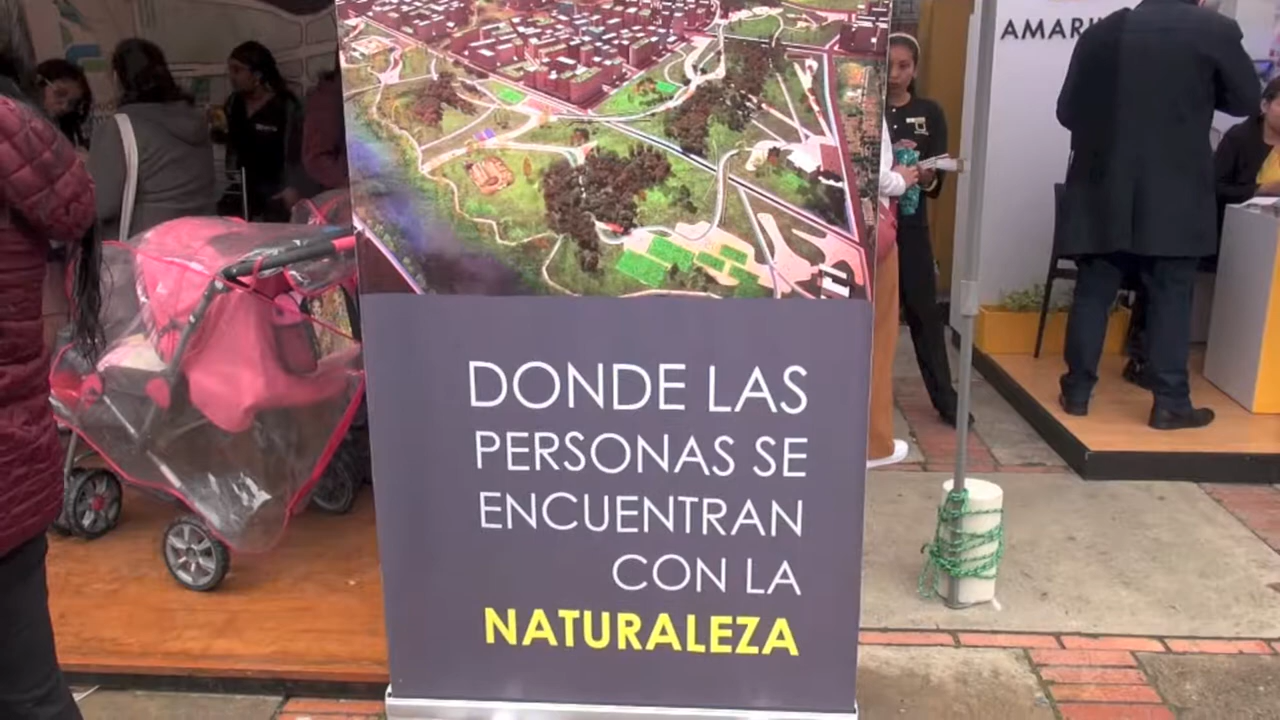 AMARI
DONDE LAS
PERSONAS SE
ENCUENTRAN
CON LA
NATURALEZA